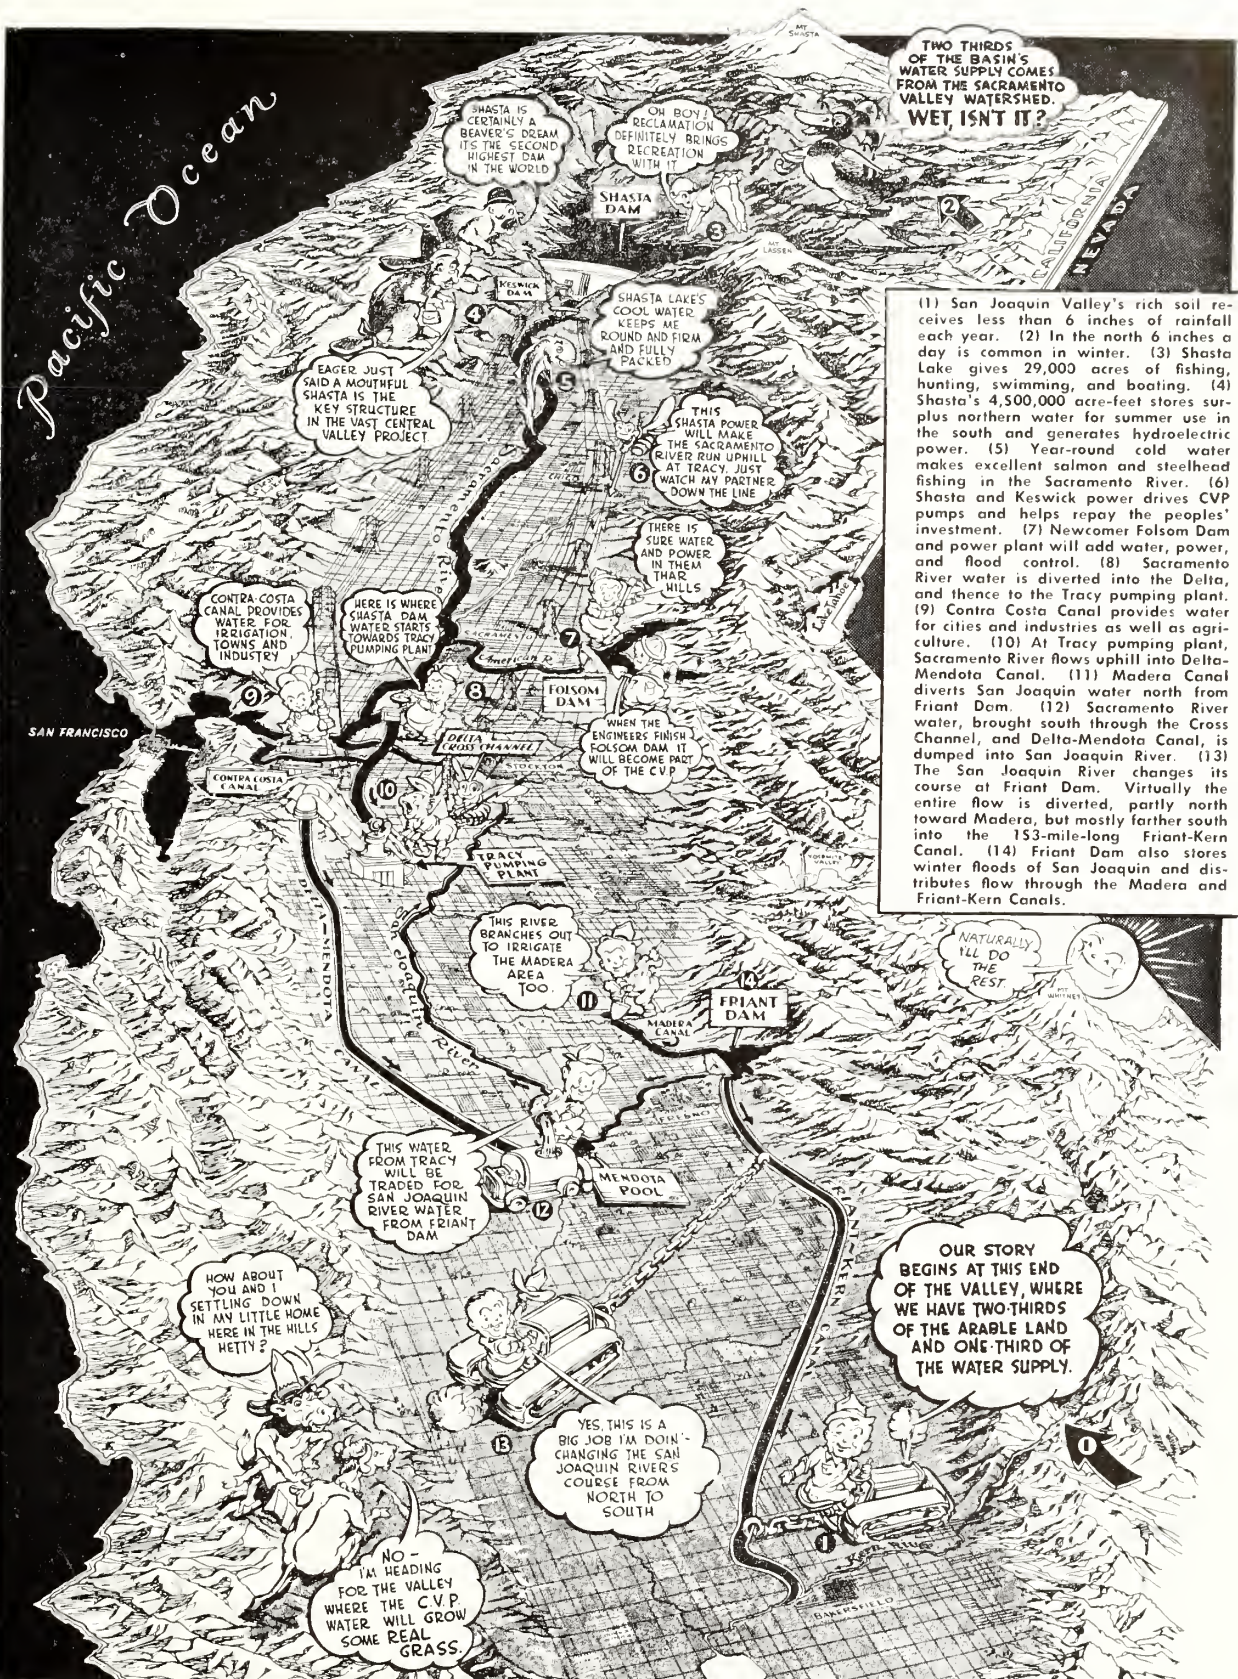 MT
SHASTA
TWO THIRDS
OF THE BASIN'S
WATER SUPPLY COMES
FROM THE SACRAMENTO
VALLEY WATERSHED.
WET, ISN'T IT?
Pacific Ocean
SHASTA IS
CERTAINLY A
BEAVER'S DREAM
ITS THE SECOND
HIGHEST DAM
IN THE WORLD
OH BOY!
RECLAMATION
DEFINITELY BRINGS
RECREATION
WITH IT
SHASTA
DAM
3
2
CALIFORNIA
NEVADA
MT
LASSEN
KESWICK
DAM
4
SHASTA LAKE'S
COOL WATER
KEEPS ME
ROUND AND FIRM
AND FULLY
PACKED
5
EAGER JUST
SAID A MOUTHFUL.
SHASTA IS THE
KEY STRUCTURE
IN THE VAST CENTRAL
VALLEY PROJECT.
THIS
SHASTA POWER
WILL MAKE
THE SACRAMENTO
RIVER RUN UPHILL
AT TRACY. JUST
WATCH MY PARTNER
DOWN THE LINE
6
CHICO
Sacramento River
THERE IS
SURE WATER
AND POWER
IN THEM
THAR
HILLS
7
Lake Tahoe
(1) San Joaquin Valley's rich soil re-
ceives less than 6 inches of rainfall
each year. (2) In the north 6 inches a
day is common in winter. (3) Shasta
Lake gives 29,000 acres of fishing,
hunting, swimming, and boating. (4)
Shasta's 4,500,000 acre-feet stores sur-
plus northern water for summer use in
the south and generates hydroelectric
power. (5) Year-round cold water
makes excellent salmon and steelhead
fishing in the Sacramento River. (6)
Shasta and Keswick power drives CVP
pumps and helps repay the peoples'
investment. (7) Newcomer Folsom Dam
and power plant will add water, power,
and flood control. (8) Sacramento
River water is diverted into the Delta,
and thence to the Tracy pumping plant.
(9) Contra Costa Canal provides water
for cities and industries as well as agri-
culture. (10) At Tracy pumping plant,
Sacramento River flows uphill into Delta-
Mendota Canal. (11) Madera Canal
diverts San Joaquin water north from
Friant Dam. (12) Sacramento River
water, brought south through the Cross
Channel, and Delta-Mendota Canal, is
dumped into San Joaquin River. (13)
The San Joaquin River changes its
course at Friant Dam. Virtually the
entire flow is diverted, partly north
toward Madera, but mostly farther south
into the 153-mile-long Friant-Kern
Canal. (14) Friant Dam also stores
winter floods of San Joaquin and dis-
tributes flow through the Madera and
Friant-Kern Canals.
CONTRA-COSTA
CANAL PROVIDES
WATER FOR
IRRIGATION,
TOWNS AND
INDUSTRY
9
HERE IS WHERE
SHASTA DAM
WATER STARTS
TOWARDS TRACY
PUMPING PLANT
8
SACRAMENTO
American R.
FOLSOM
DAM
WHEN THE
ENGINEERS FINISH
FOLSOM DAM IT
WILL BECOME PART
OF THE C.V.P.
SAN FRANCISCO
CONTRA COSTA
CANAL
DELTA
CROSS CHANNEL
STOCKTON
10
TRACY
PUMPING
PLANT
YOSEMITE
VALLEY
DELTA-MENDOTA CANAL
San Joaquin River
THIS RIVER
BRANCHES OUT
TO IRRIGATE
THE MADERA
AREA
TOO.
11
MADERA
CANAL
14
FRIANT
DAM
NATURALLY
I'LL DO
THE
REST.
MT
WHITNEY
FRESNO
THIS WATER
FROM TRACY
WILL BE
TRADED FOR
SAN JOAQUIN
RIVER WATER
FROM FRIANT
DAM
12
MENDOTA
POOL
FRIANT-KERN CANAL
HOW ABOUT
YOU AND I
SETTLING DOWN
IN MY LITTLE HOME
HERE IN THE HILLS
HETTY?
OUR STORY
BEGINS AT THIS END
OF THE VALLEY, WHERE
WE HAVE TWO-THIRDS
OF THE ARABLE LAND
AND ONE-THIRD OF
THE WATER SUPPLY.
13
YES, THIS IS A
BIG JOB I'M DOIN'-
CHANGING THE SAN
JOAQUIN RIVERS
COURSE FROM
NORTH TO
SOUTH
1
1
Kern River
BAKERSFIELD
NO-
I'M HEADING
FOR THE VALLEY
WHERE THE C.V.P.
WATER WILL GROW
SOME REAL
GRASS.